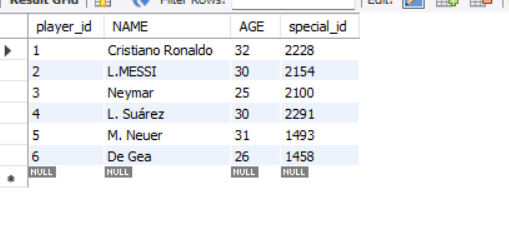 Result Grid Filter Rows: Edit:
player_id NAME AGE special_id
1 Cristiano Ronaldo 32 2228
2 L.MESSI 30 2154
3 Neymar 25 2100
4 L. Suárez 30 2291
5 M. Neuer 31 1493
6 De Gea 26 1458
NULL NULL NULL NULL